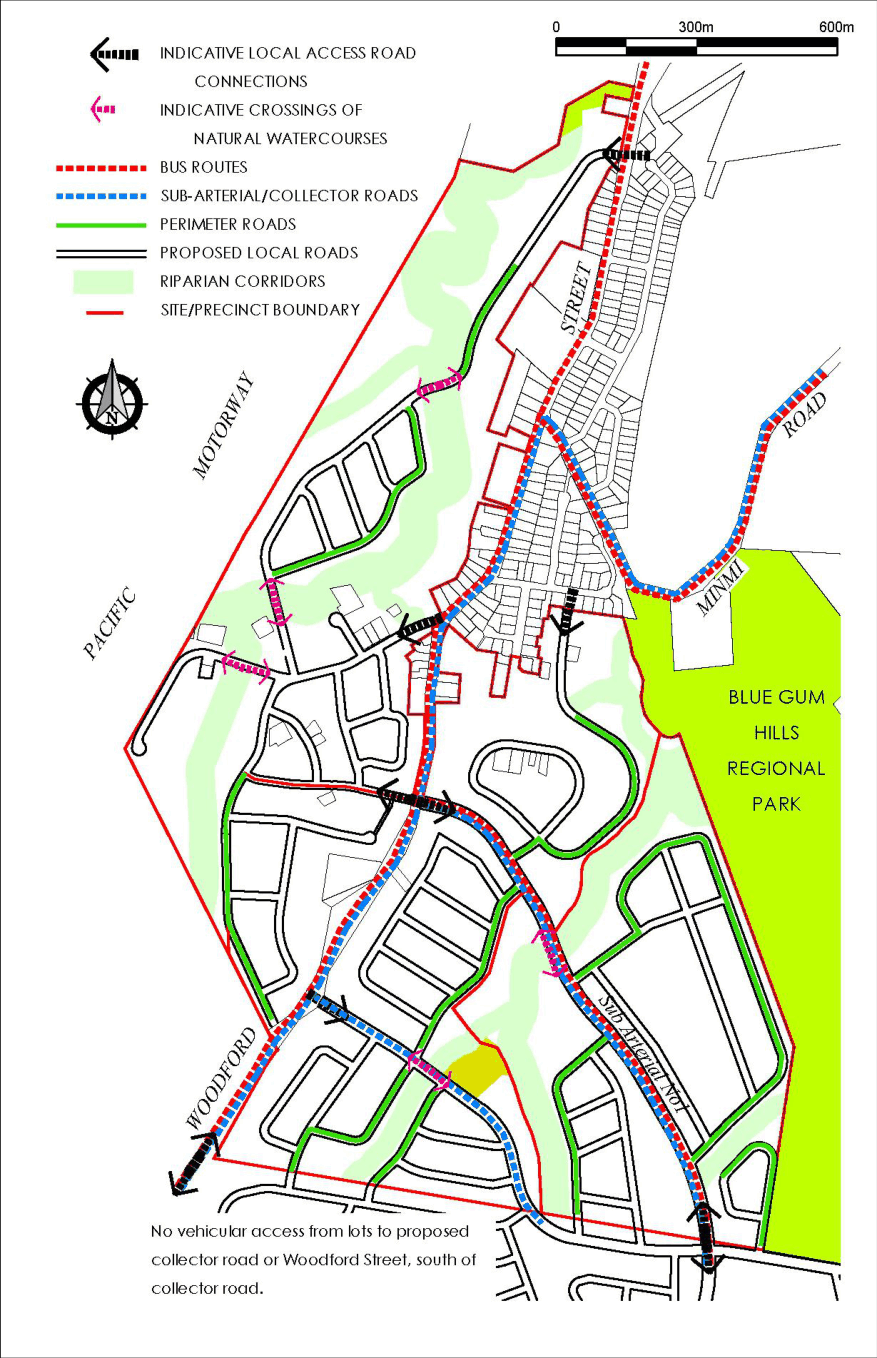 0 300m 600m
INDICATIVE LOCAL ACCESS ROAD
CONNECTIONS
INDICATIVE CROSSINGS OF
NATURAL WATERCOURSES
BUS ROUTES
SUB-ARTERIAL/COLLECTOR ROADS
PERIMETER ROADS
PROPOSED LOCAL ROADS
RIPARIAN CORRIDORS
SITE/PRECINCT BOUNDARY
STREET
N
MOTORWAY
ROAD
MINMI
PACIFIC
BLUE GUM
HILLS
REGIONAL
PARK
Sub Arterial No1
WOODFORD
No vehicular access from lots to proposed
collector road or Woodford Street, south of
collector road.